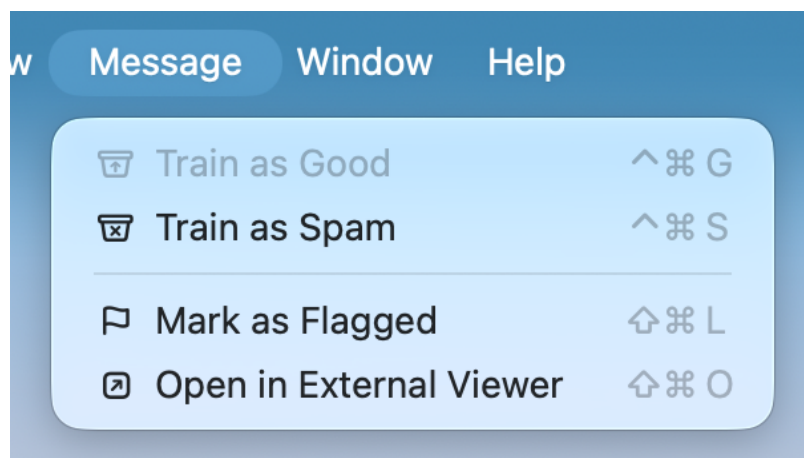 w Message Window Help
Train as Good ^⌘ G
Train as Spam ^⌘ S
Mark as Flagged ⇧⌘ L
Open in External Viewer ⇧⌘ O